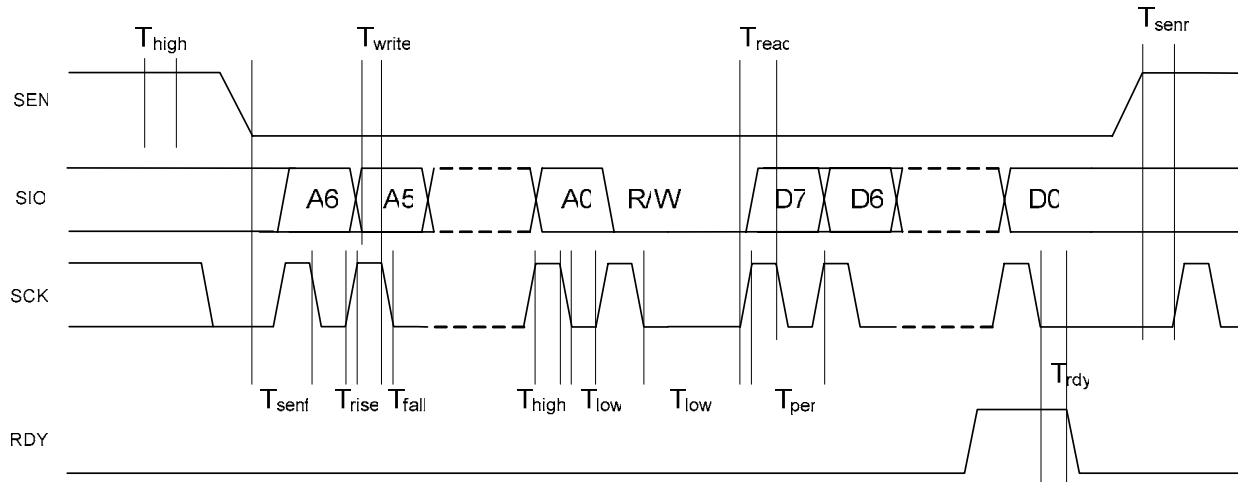 Thigh Twrite Treac Tsenr
SEN
SIO A6 A5 A0 R/W D7 D6 D0
SCK
Tsenf Trise Tfall Thigh Tlow Tlow Tper Trdy
RDY